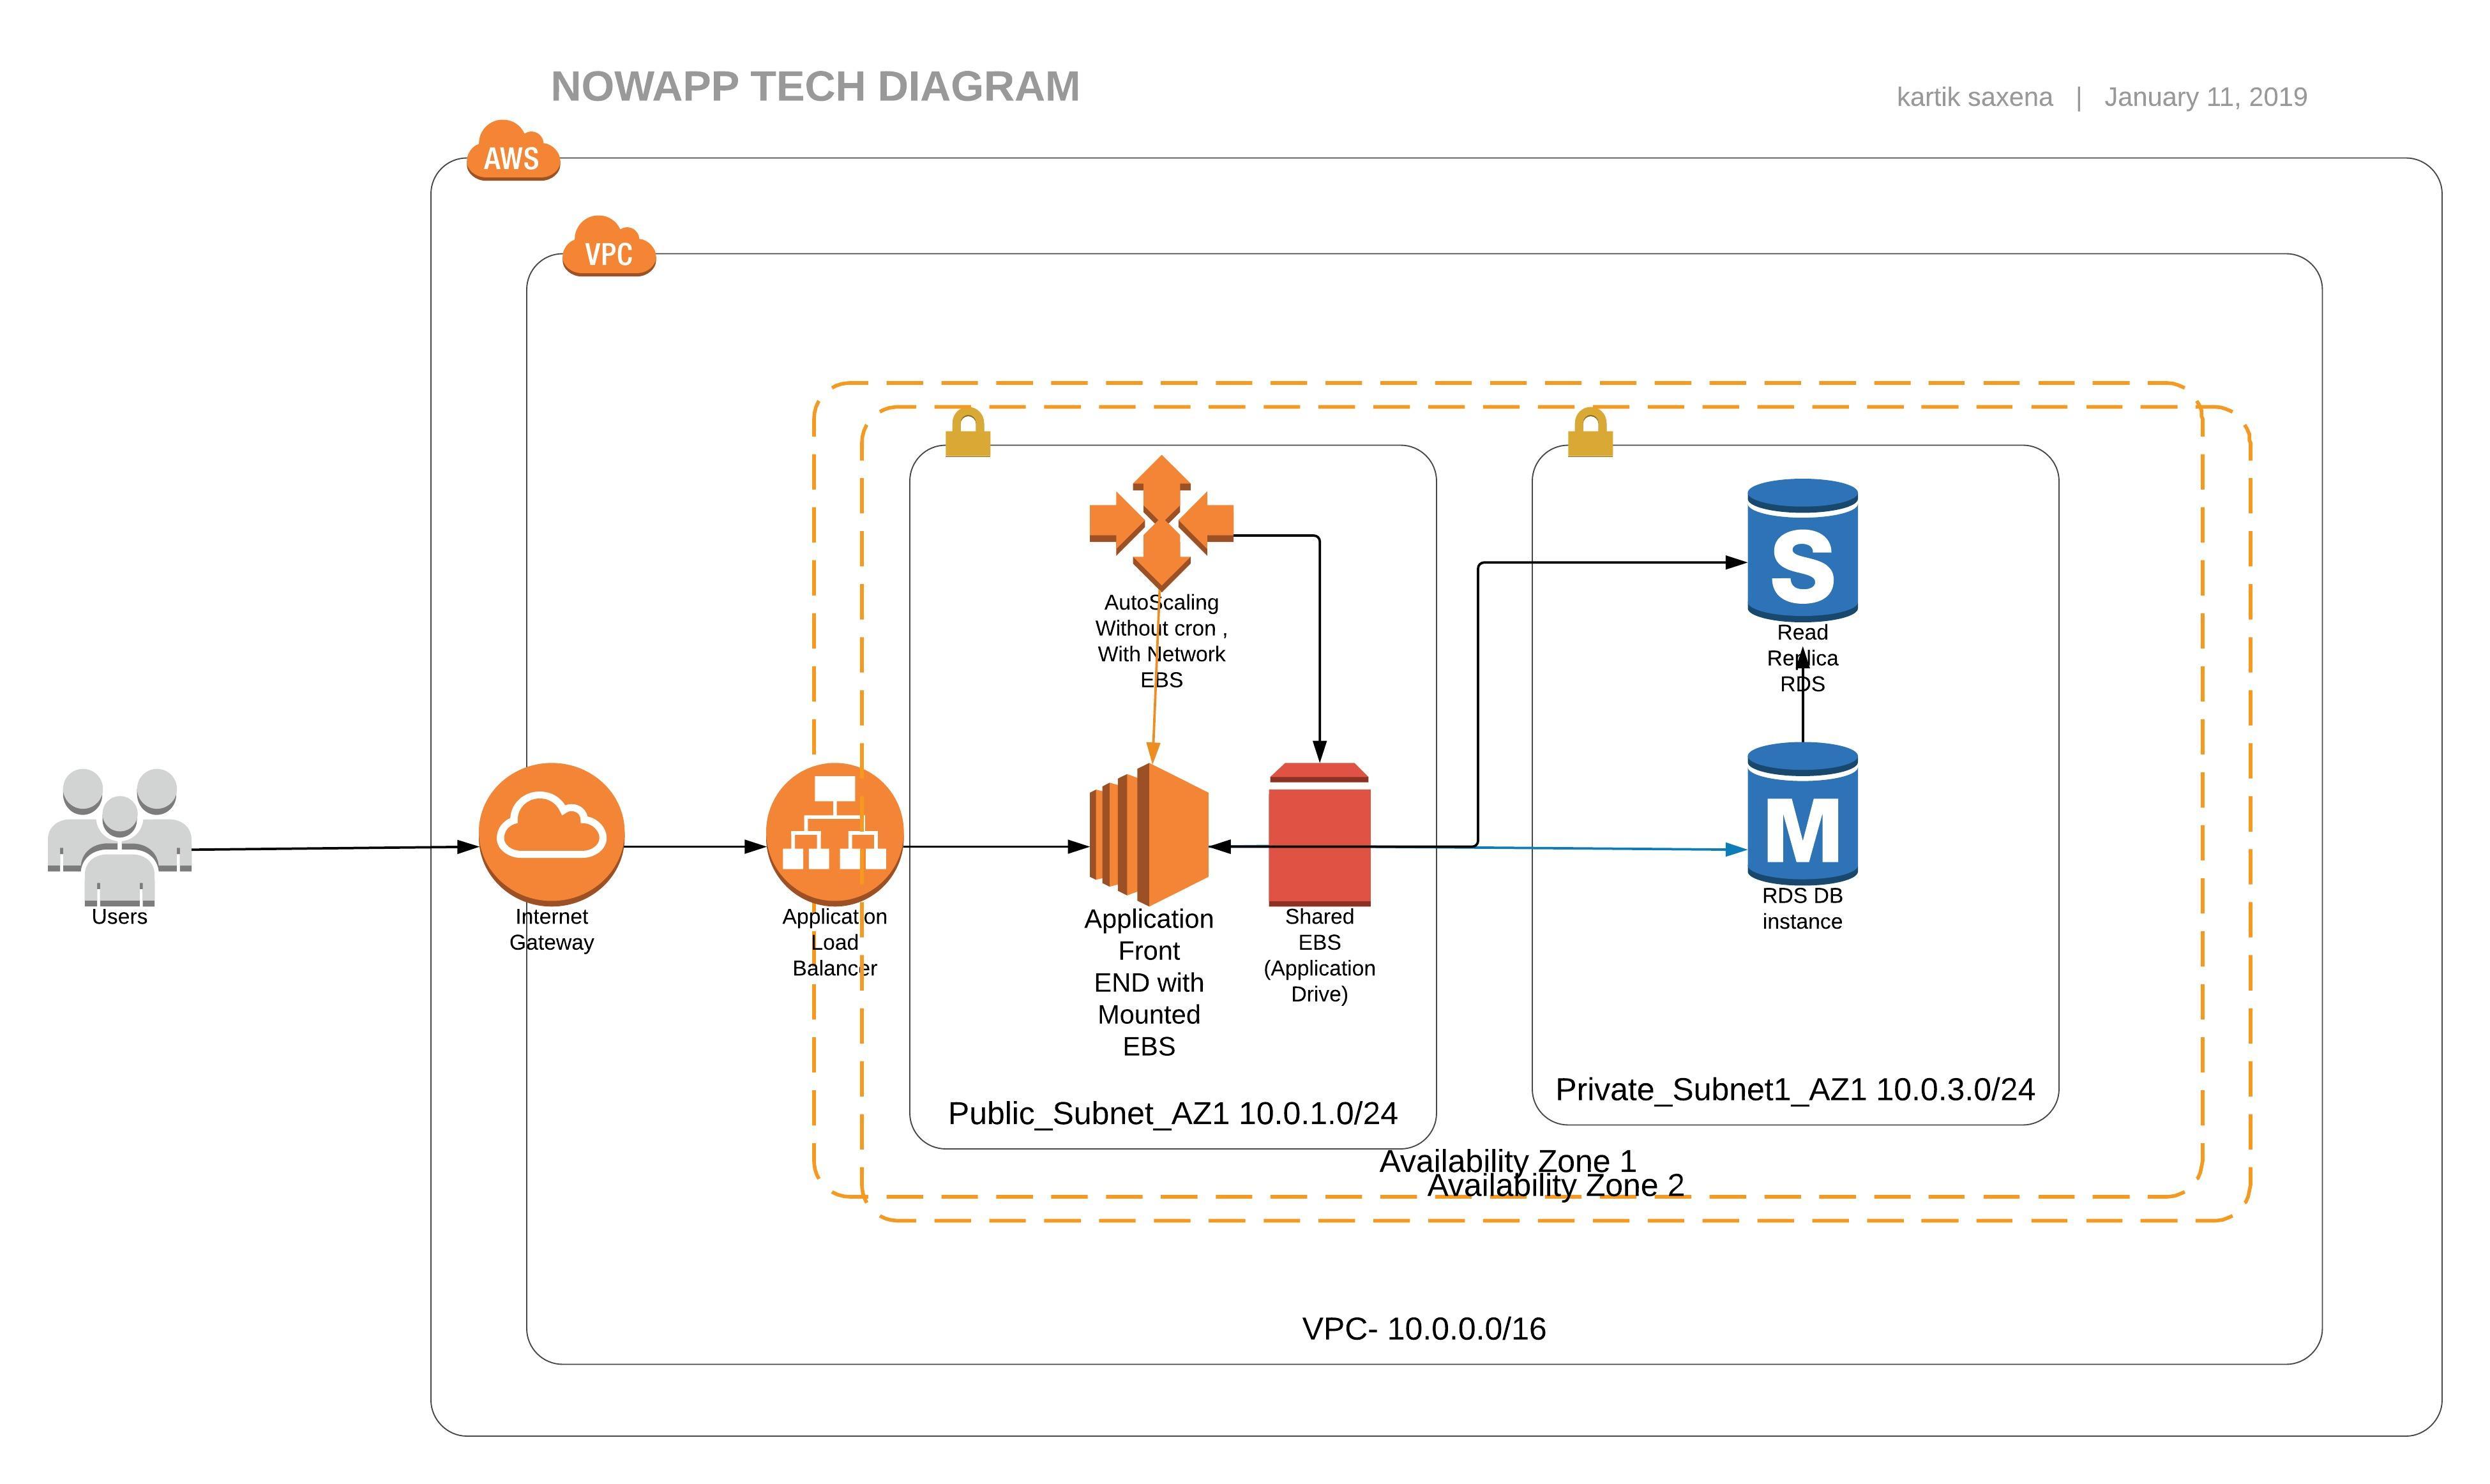 NOWAPP TECH DIAGRAM
kartik saxena | January 11, 2019
AWS
VPC
AutoScaling
Without cron ,
With Network
EBS
S
Read
Replica
RDS
Users
Internet
Gateway
Application
Load
Balancer
Application
Front
END with
Mounted
EBS
Shared
EBS
(Application
Drive)
M
RDS DB
instance
Public_Subnet_AZ1 10.0.1.0/24
Private_Subnet1_AZ1 10.0.3.0/24
Availability Zone 1
Availability Zone 2
VPC- 10.0.0.0/16